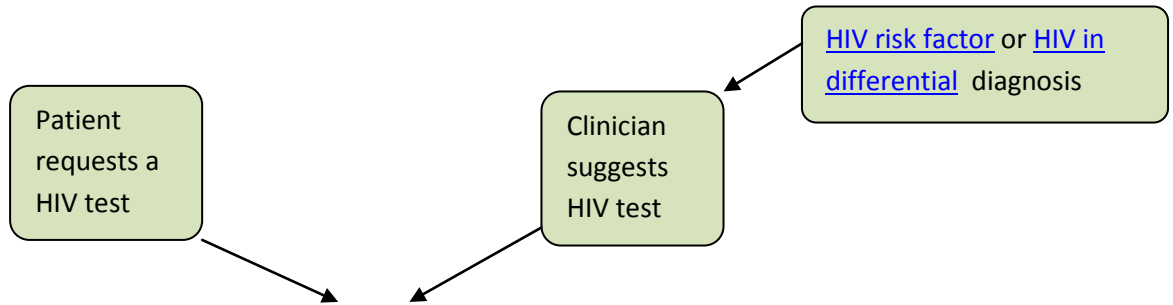 HIV risk factor or HIV in
differential diagnosis
Patient
requests a
HIV test
Clinician
suggests
HIV test